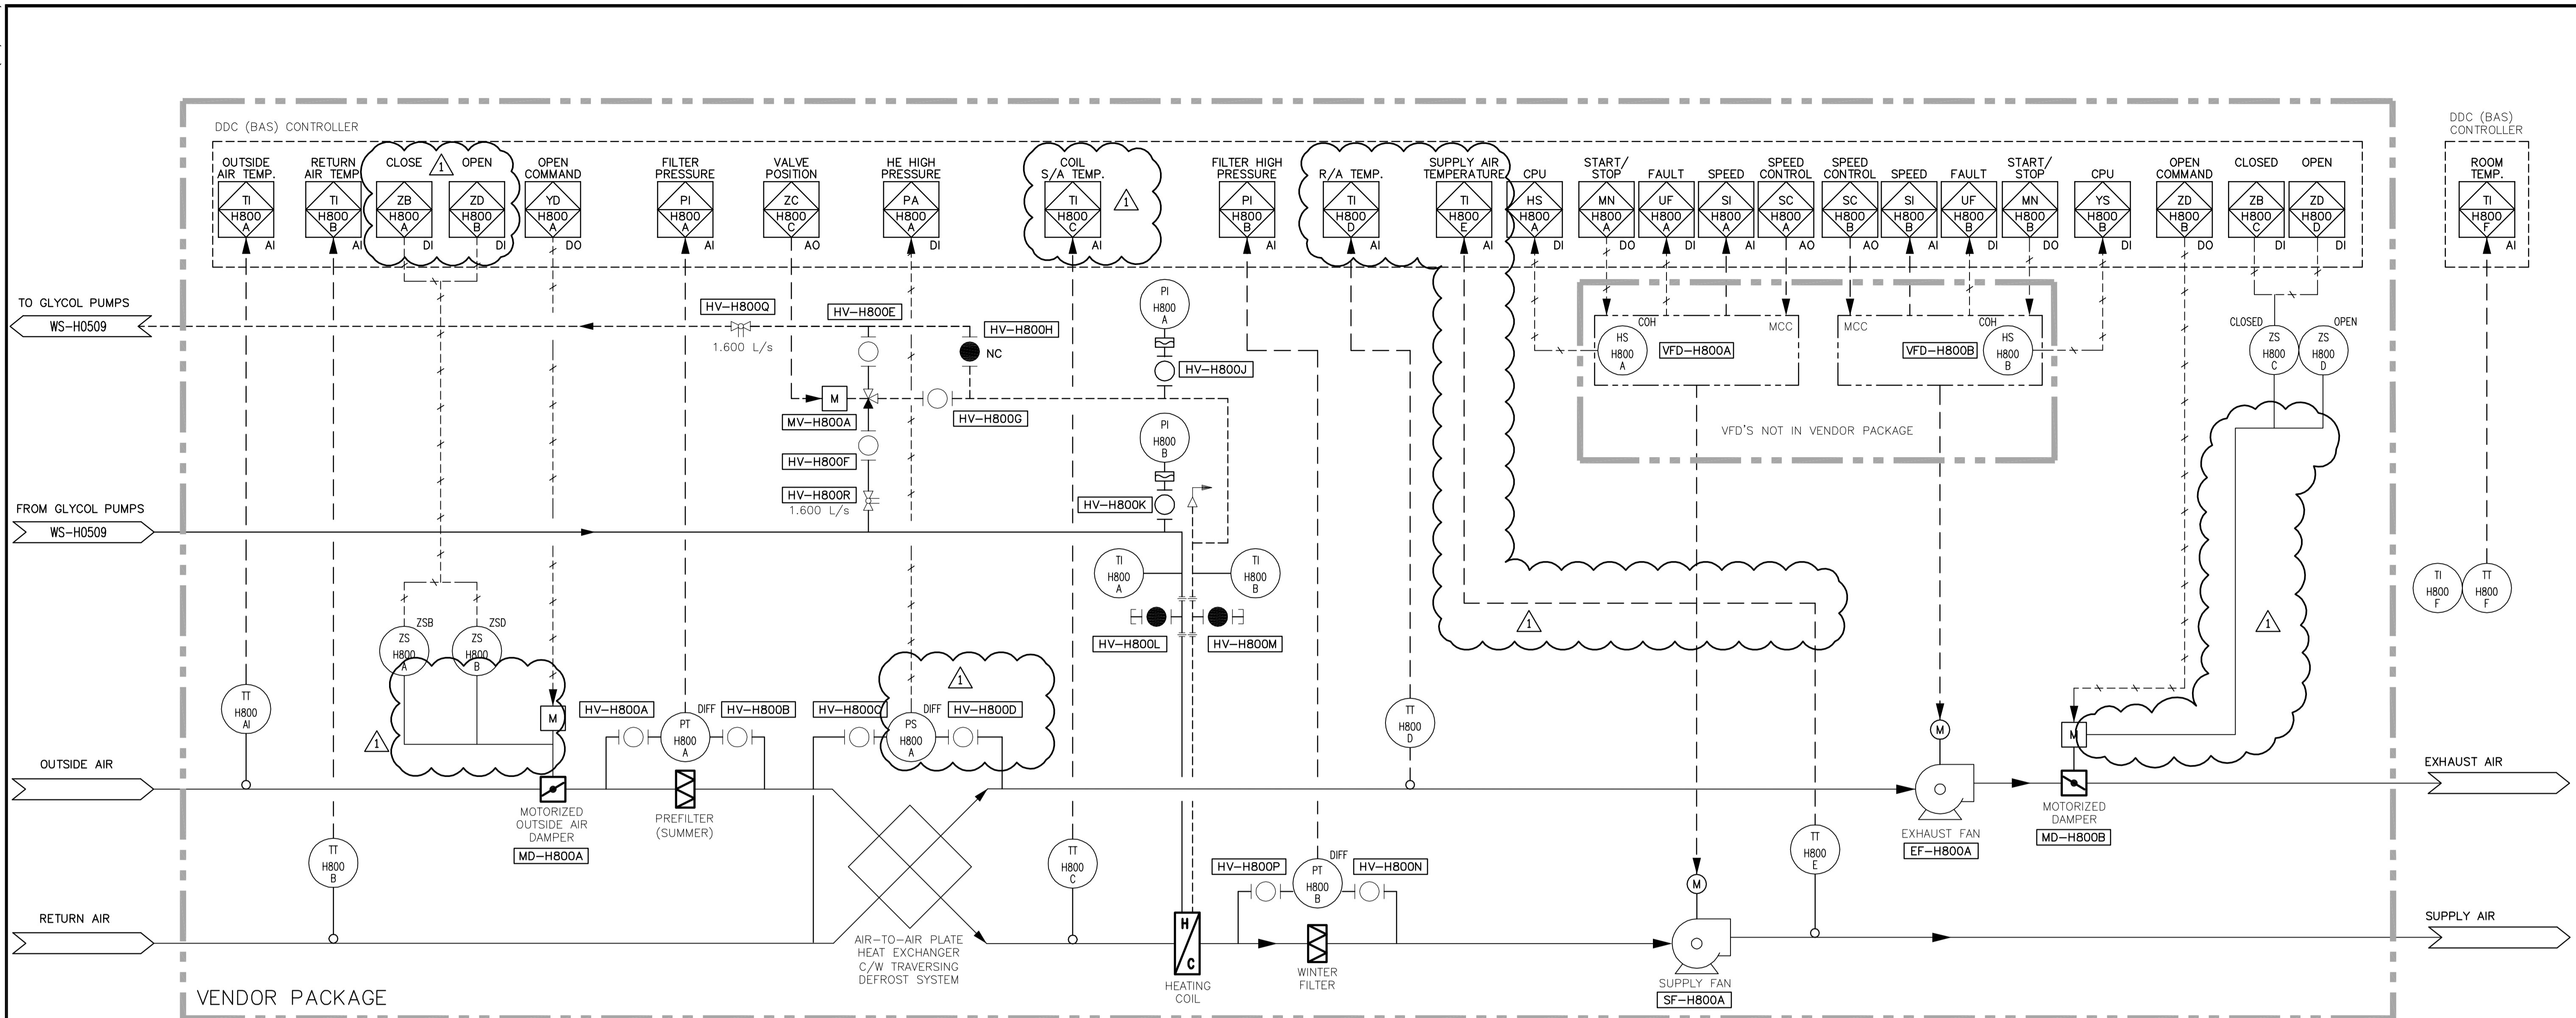 DDC (BAS) CONTROLLER
DDC (BAS)
CONTROLLER
OUTSIDE
AIR TEMP.
TI
H800
A
AI
RETURN
AIR TEMP
TI
H800
B
AI
CLOSE
ZB
H800
A
DI
1
OPEN
ZD
H800
B
DI
OPEN
COMMAND
YD
H800
A
DO
FILTER
PRESSURE
PI
H800
A
AI
VALVE
POSITION
ZC
H800
C
AO
HE HIGH
PRESSURE
PA
H800
A
DI
COIL
S/A TEMP.
TI
H800
C
AI
1
FILTER HIGH
PRESSURE
PI
H800
B
AI
R/A TEMP.
TI
H800
D
AI
SUPPLY AIR
TEMPERATURE
TI
H800
E
AI
CPU
HS
H800
A
DI
START/
STOP
MN
H800
A
DO
FAULT
UF
H800
A
DI
SPEED
SI
H800
A
AI
SPEED
CONTROL
SC
H800
A
AO
SPEED
CONTROL
SC
H800
B
AO
SPEED
SI
H800
B
AI
FAULT
UF
H800
B
DI
START/
STOP
MN
H800
B
DO
CPU
YS
H800
B
DI
OPEN
COMMAND
ZD
H800
B
DO
CLOSED
ZB
H800
C
DI
OPEN
ZD
H800
D
DI
ROOM
TEMP.
TI
H800
F
AI
TO GLYCOL PUMPS
WS-H0509
HV-H800Q
1.600 L/s
HV-H800E
HV-H800H
NC
PI
H800
A
HV-H800J
M
MV-H800A
HV-H800G
HV-H800F
HV-H800R
1.600 L/s
PI
H800
B
HV-H800K
COH
HS
H800
A
VFD-H800A
MCC
MCC
VFD-H800B
COH
HS
H800
B
VFD'S NOT IN VENDOR PACKAGE
CLOSED
ZS
H800
C
OPEN
ZS
H800
D
FROM GLYCOL PUMPS
WS-H0509
TI
H800
A
TI
H800
B
HV-H800L
HV-H800M
1
1
TI
H800
F
TT
H800
F
ZSB
ZS
H800
A
ZSD
ZS
H800
B
1
M
TT
H800
AI
HV-H800A
PT
H800
A
DIFF
HV-H800B
HV-H800C
1
PS
H800
A
DIFF
HV-H800D
TT
H800
D
M
M
OUTSIDE AIR
EXHAUST AIR
MOTORIZED
OUTSIDE AIR
DAMPER
MD-H800A
PREFILTER
(SUMMER)
EXHAUST FAN
EF-H800A
MOTORIZED
DAMPER
MD-H800B
TT
H800
B
TT
H800
C
HV-H800P
PT
H800
B
DIFF
HV-H800N
M
TT
H800
E
RETURN AIR
SUPPLY AIR
AIR-TO-AIR PLATE
HEAT EXCHANGER
C/W TRAVERSING
DEFROST SYSTEM
H
/
C
HEATING
COIL
WINTER
FILTER
SUPPLY FAN
SF-H800A
VENDOR PACKAGE